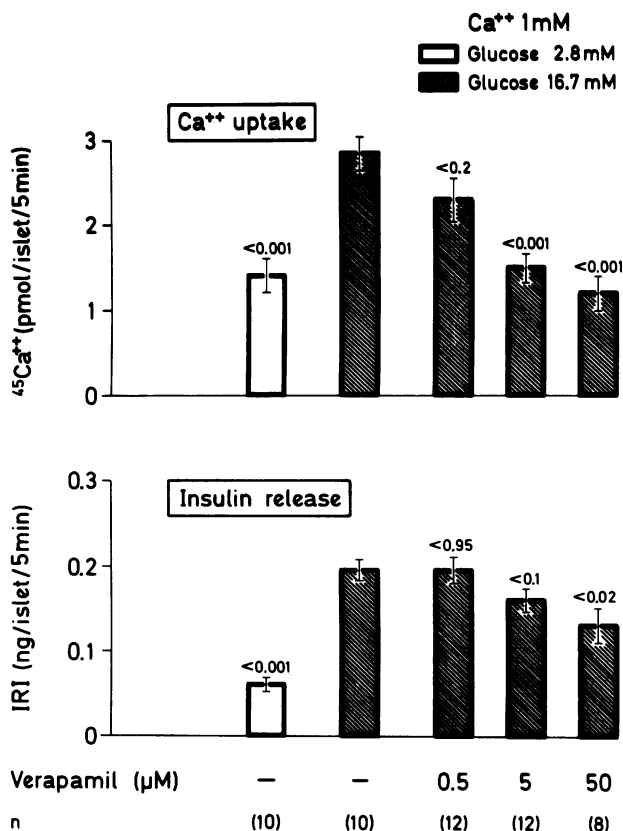 Ca++ 1mM
Glucose 2.8mM
Glucose 16.7mM
Ca++ uptake
45Ca++ (pmol/islet/5min)
3
2
1
0
<0.001
<0.2
<0.001
<0.001
Insulin release
IRI (ng/islet/5min)
0.3
0.2
0.1
0
<0.001
<0.95
<0.1
<0.02
Verapamil (µM) – – 0.5 5 50
n (10) (10) (12) (12) (8)